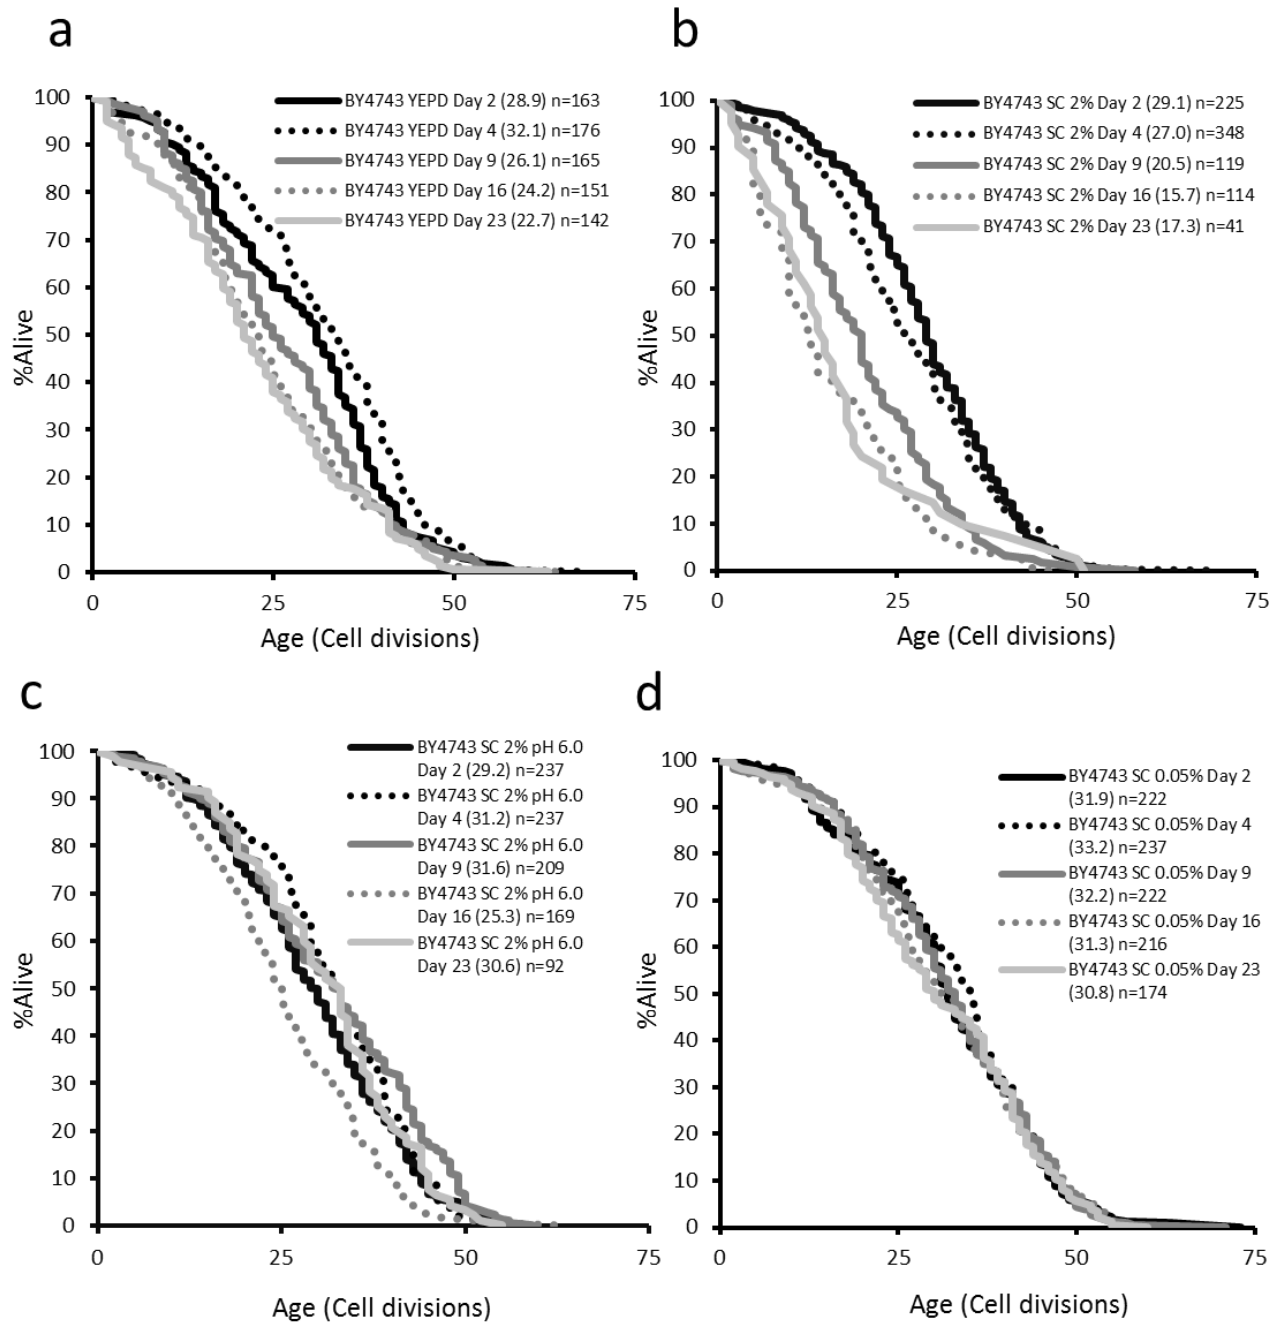 a
100
90
80
70
60
50
40
30
20
10
0
%Alive
0
25
50
75
Age (Cell divisions)
BY4743 YEPD Day 2 (28.9) n=163
BY4743 YEPD Day 4 (32.1) n=176
BY4743 YEPD Day 9 (26.1) n=165
BY4743 YEPD Day 16 (24.2) n=151
BY4743 YEPD Day 23 (22.7) n=142
b
100
90
80
70
60
50
40
30
20
10
0
%Alive
0
25
50
75
Age (Cell divisions)
BY4743 SC 2% Day 2 (29.1) n=225
BY4743 SC 2% Day 4 (27.0) n=348
BY4743 SC 2% Day 9 (20.5) n=119
BY4743 SC 2% Day 16 (15.7) n=114
BY4743 SC 2% Day 23 (17.3) n=41
c
100
90
80
70
60
50
40
30
20
10
0
%Alive
0
25
50
75
Age (Cell divisions)
BY4743 SC 2% pH 6.0
Day 2 (29.2) n=237
BY4743 SC 2% pH 6.0
Day 4 (31.2) n=237
BY4743 SC 2% pH 6.0
Day 9 (31.6) n=209
BY4743 SC 2% pH 6.0
Day 16 (25.3) n=169
BY4743 SC 2% pH 6.0
Day 23 (30.6) n=92
d
100
90
80
70
60
50
40
30
20
10
0
%Alive
0
25
50
75
Age (Cell divisions)
BY4743 SC 0.05% Day 2
(31.9) n=222
BY4743 SC 0.05% Day 4
(33.2) n=237
BY4743 SC 0.05% Day 9
(32.2) n=222
BY4743 SC 0.05% Day 16
(31.3) n=216
BY4743 SC 0.05% Day 23
(30.8) n=174